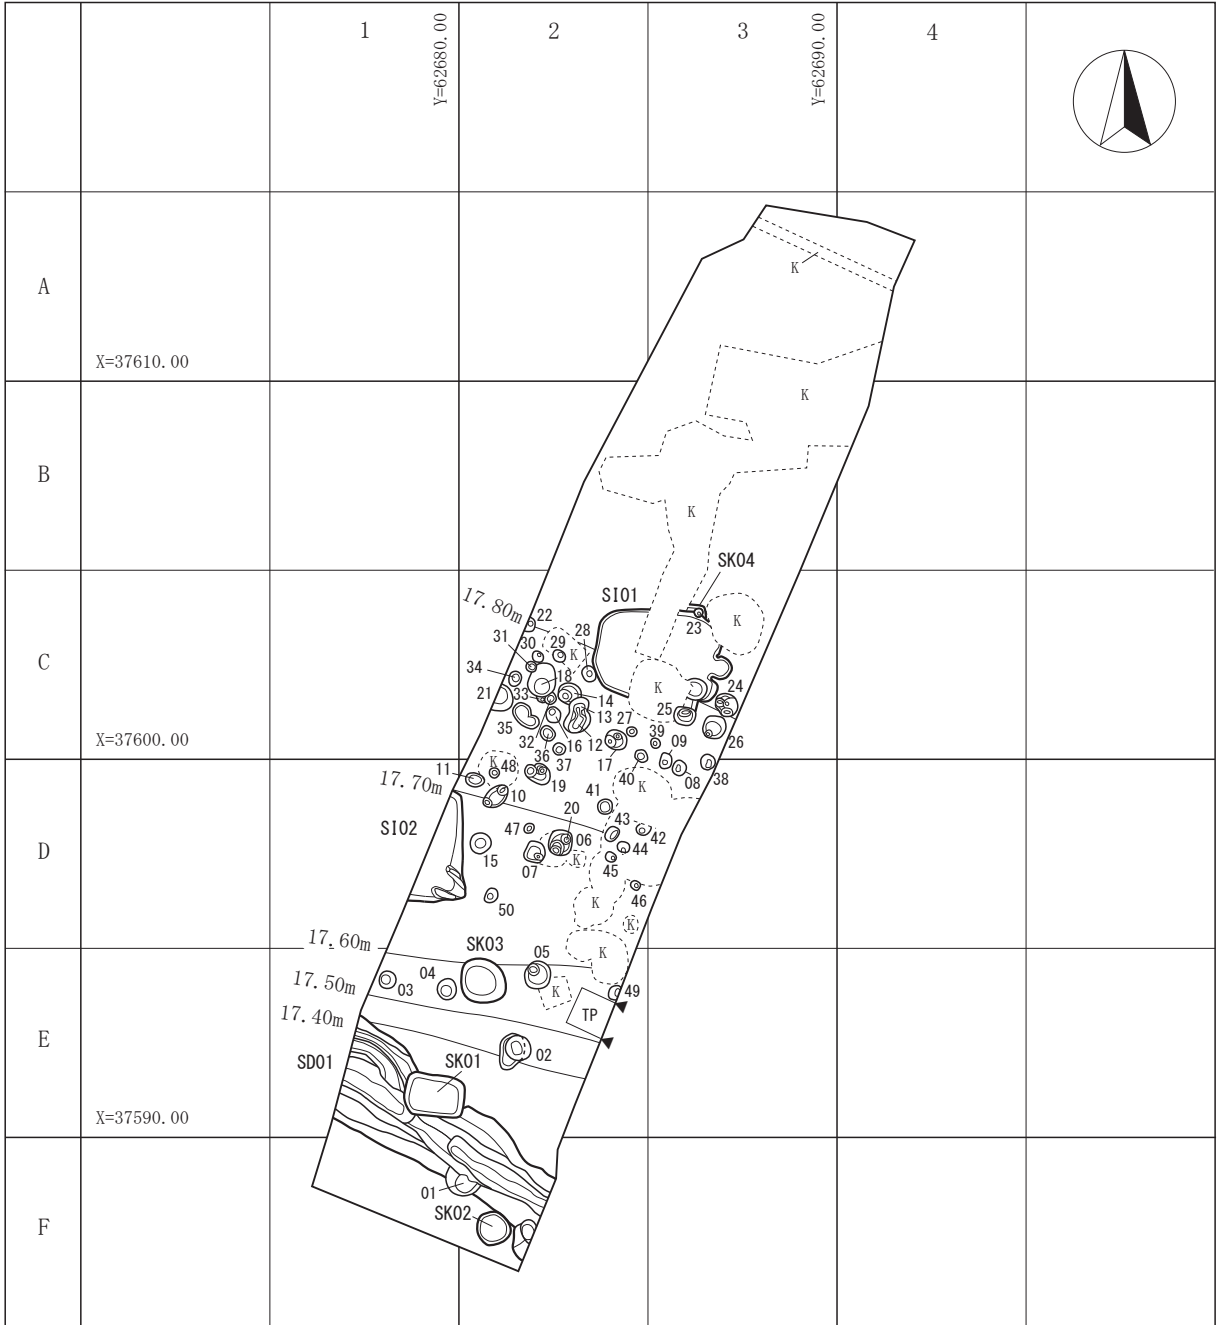 1 2 3 4
Y=62680.00
Y=62690.00
A
K
X=37610.00
K
B
K
SK04
SI01
17.80m
22
23
K
31 30 29 28
K
C
34
18
K
24
21
33
14
13
27
25
35
39
09
26
32
16
12
36
17
X=37600.00
37
40
08
38
11
K
48
17.70m
10
19
K
41
20
43
SI02
47
06
42
D
15
07
K
45
44
50
46
K
K
17.60m
SK03
05
K
17.50m
04
03
K
49
17.40m
TP
E
02
SD01
SK01
X=37590.00
01
SK02
F